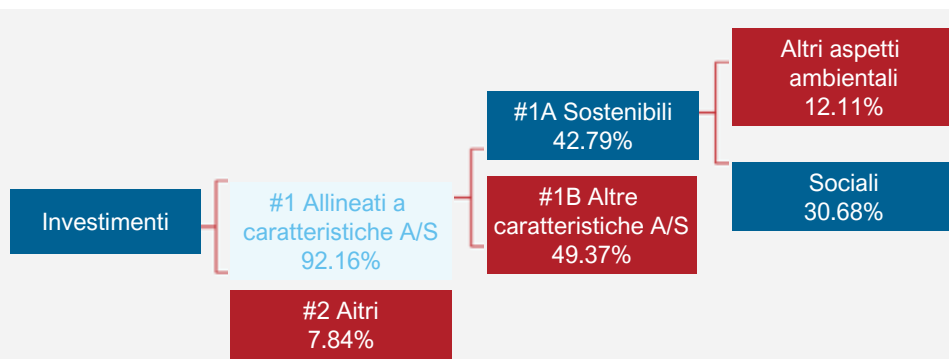 Investimenti
#1 Allineati a
caratteristiche A/S
92.16%
#2 Aitri
7.84%
#1A Sostenibili
42.79%
#1B Altre
caratteristiche A/S
49.37%
Altri aspetti
ambientali
12.11%
Sociali
30.68%